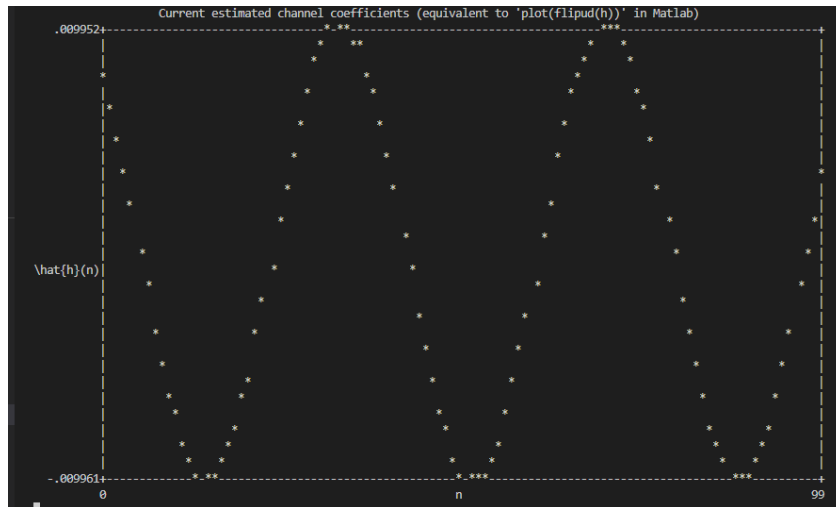 Current estimated channel coefficients (equivalent to 'plot(flipud(h))' in Matlab)
.009952
\hat{h}(n)
-.009961
0 n 99